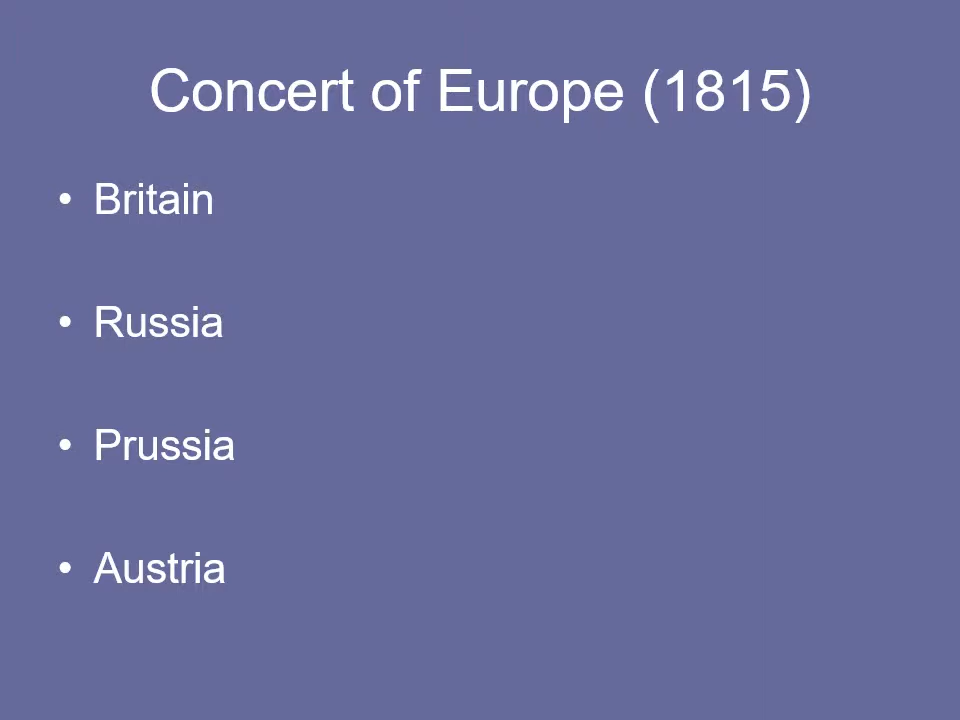 Concert of Europe (1815)
• Britain
• Russia
• Prussia
• Austria